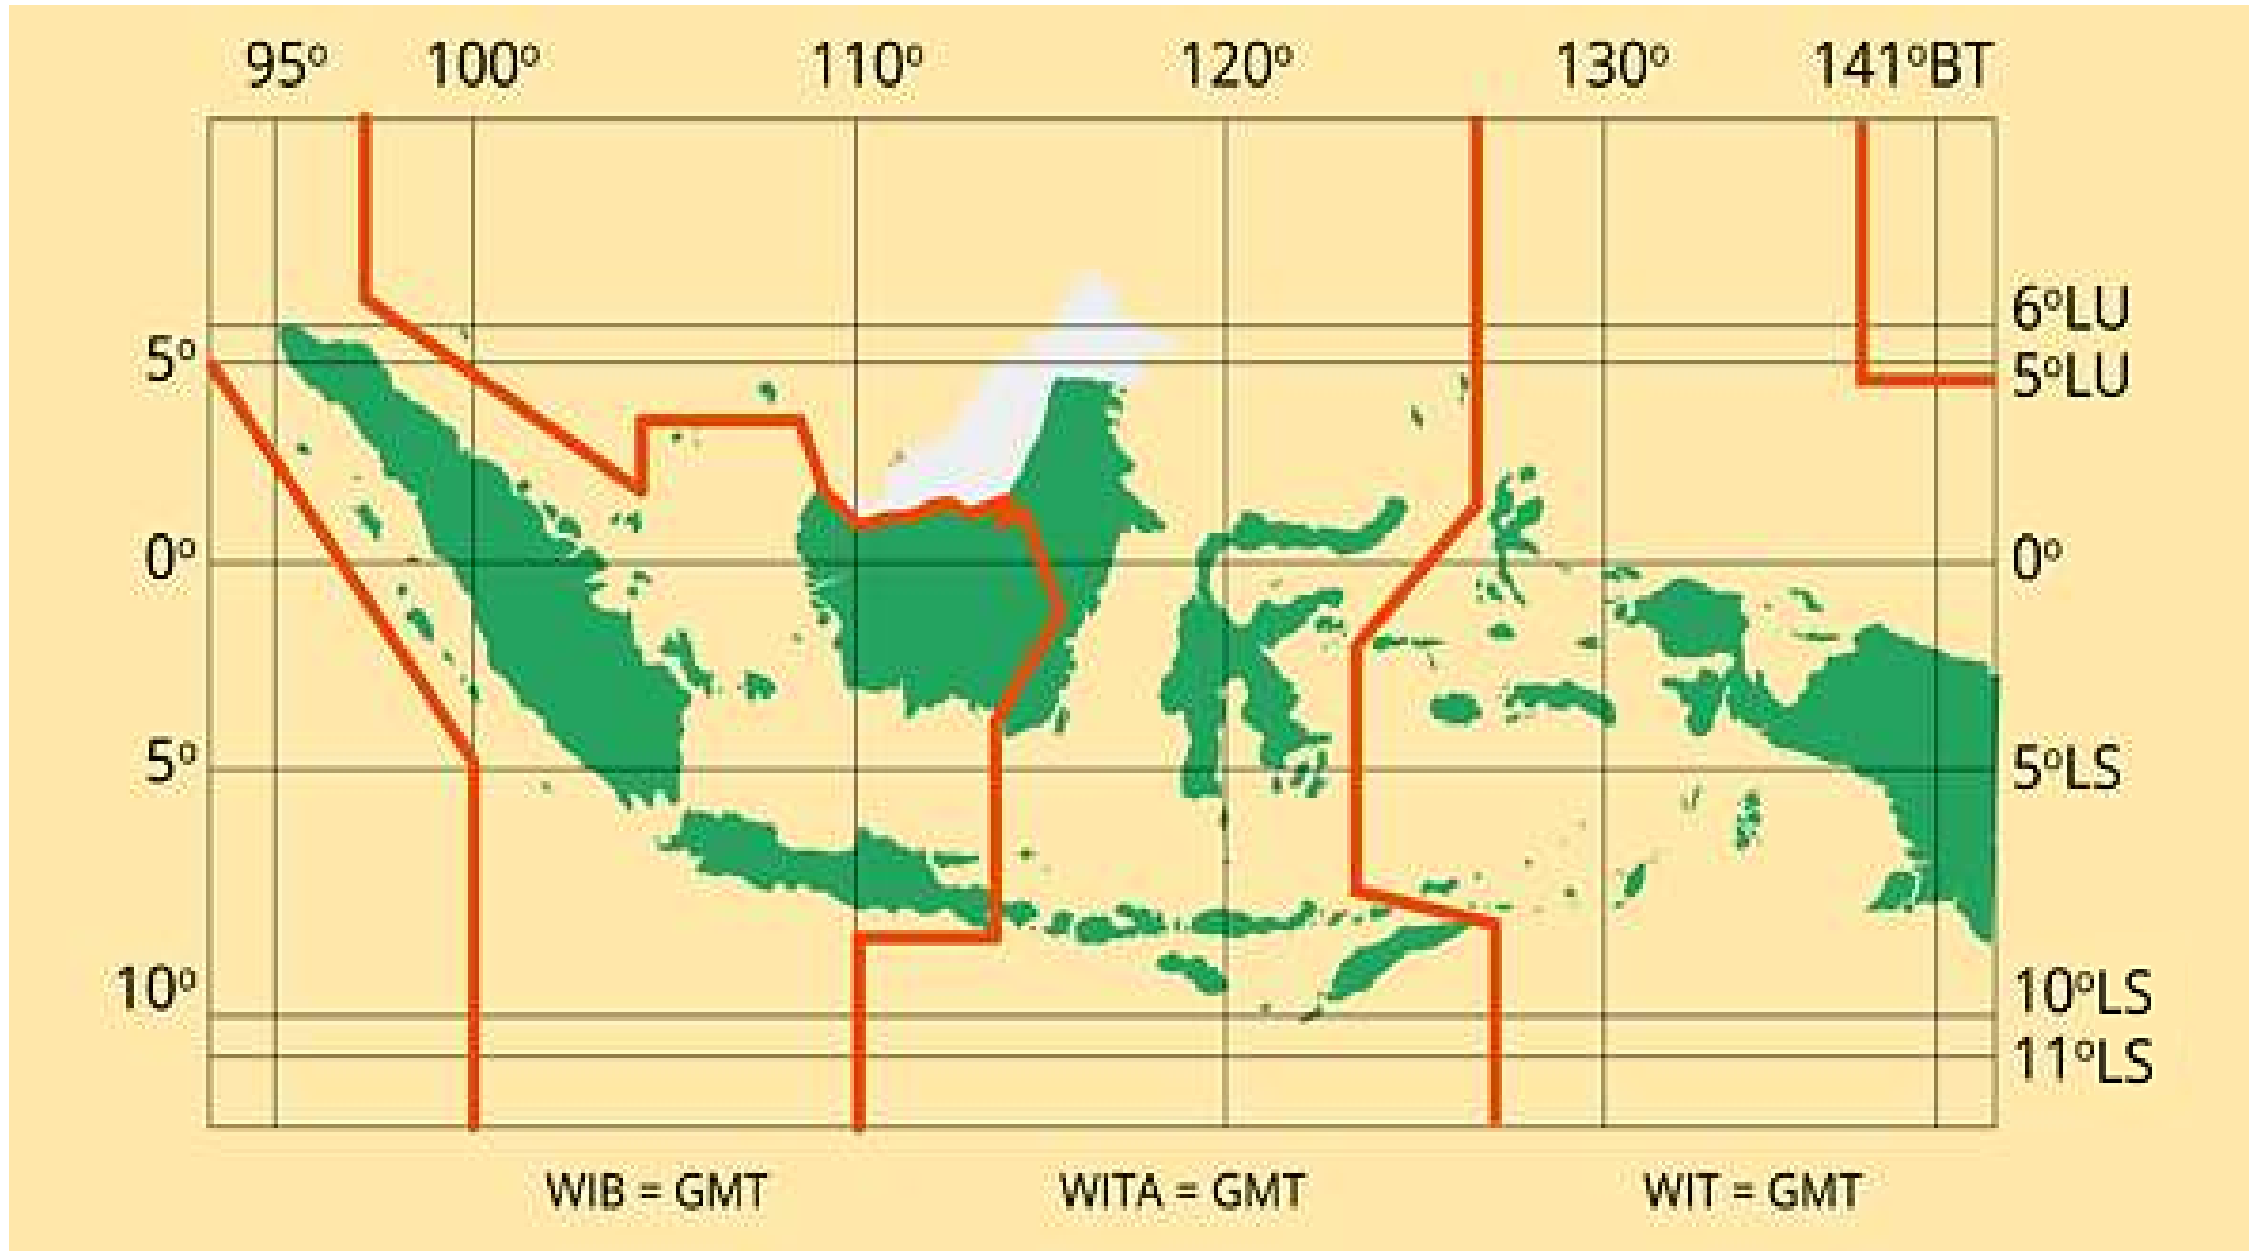 95° 100° 110° 120° 130° 141°BT
6°LU
5° 5°LU
0° 0°
5° 5°LS
10° 10°LS
11°LS
WIB = GMT WITA = GMT WIT = GMT